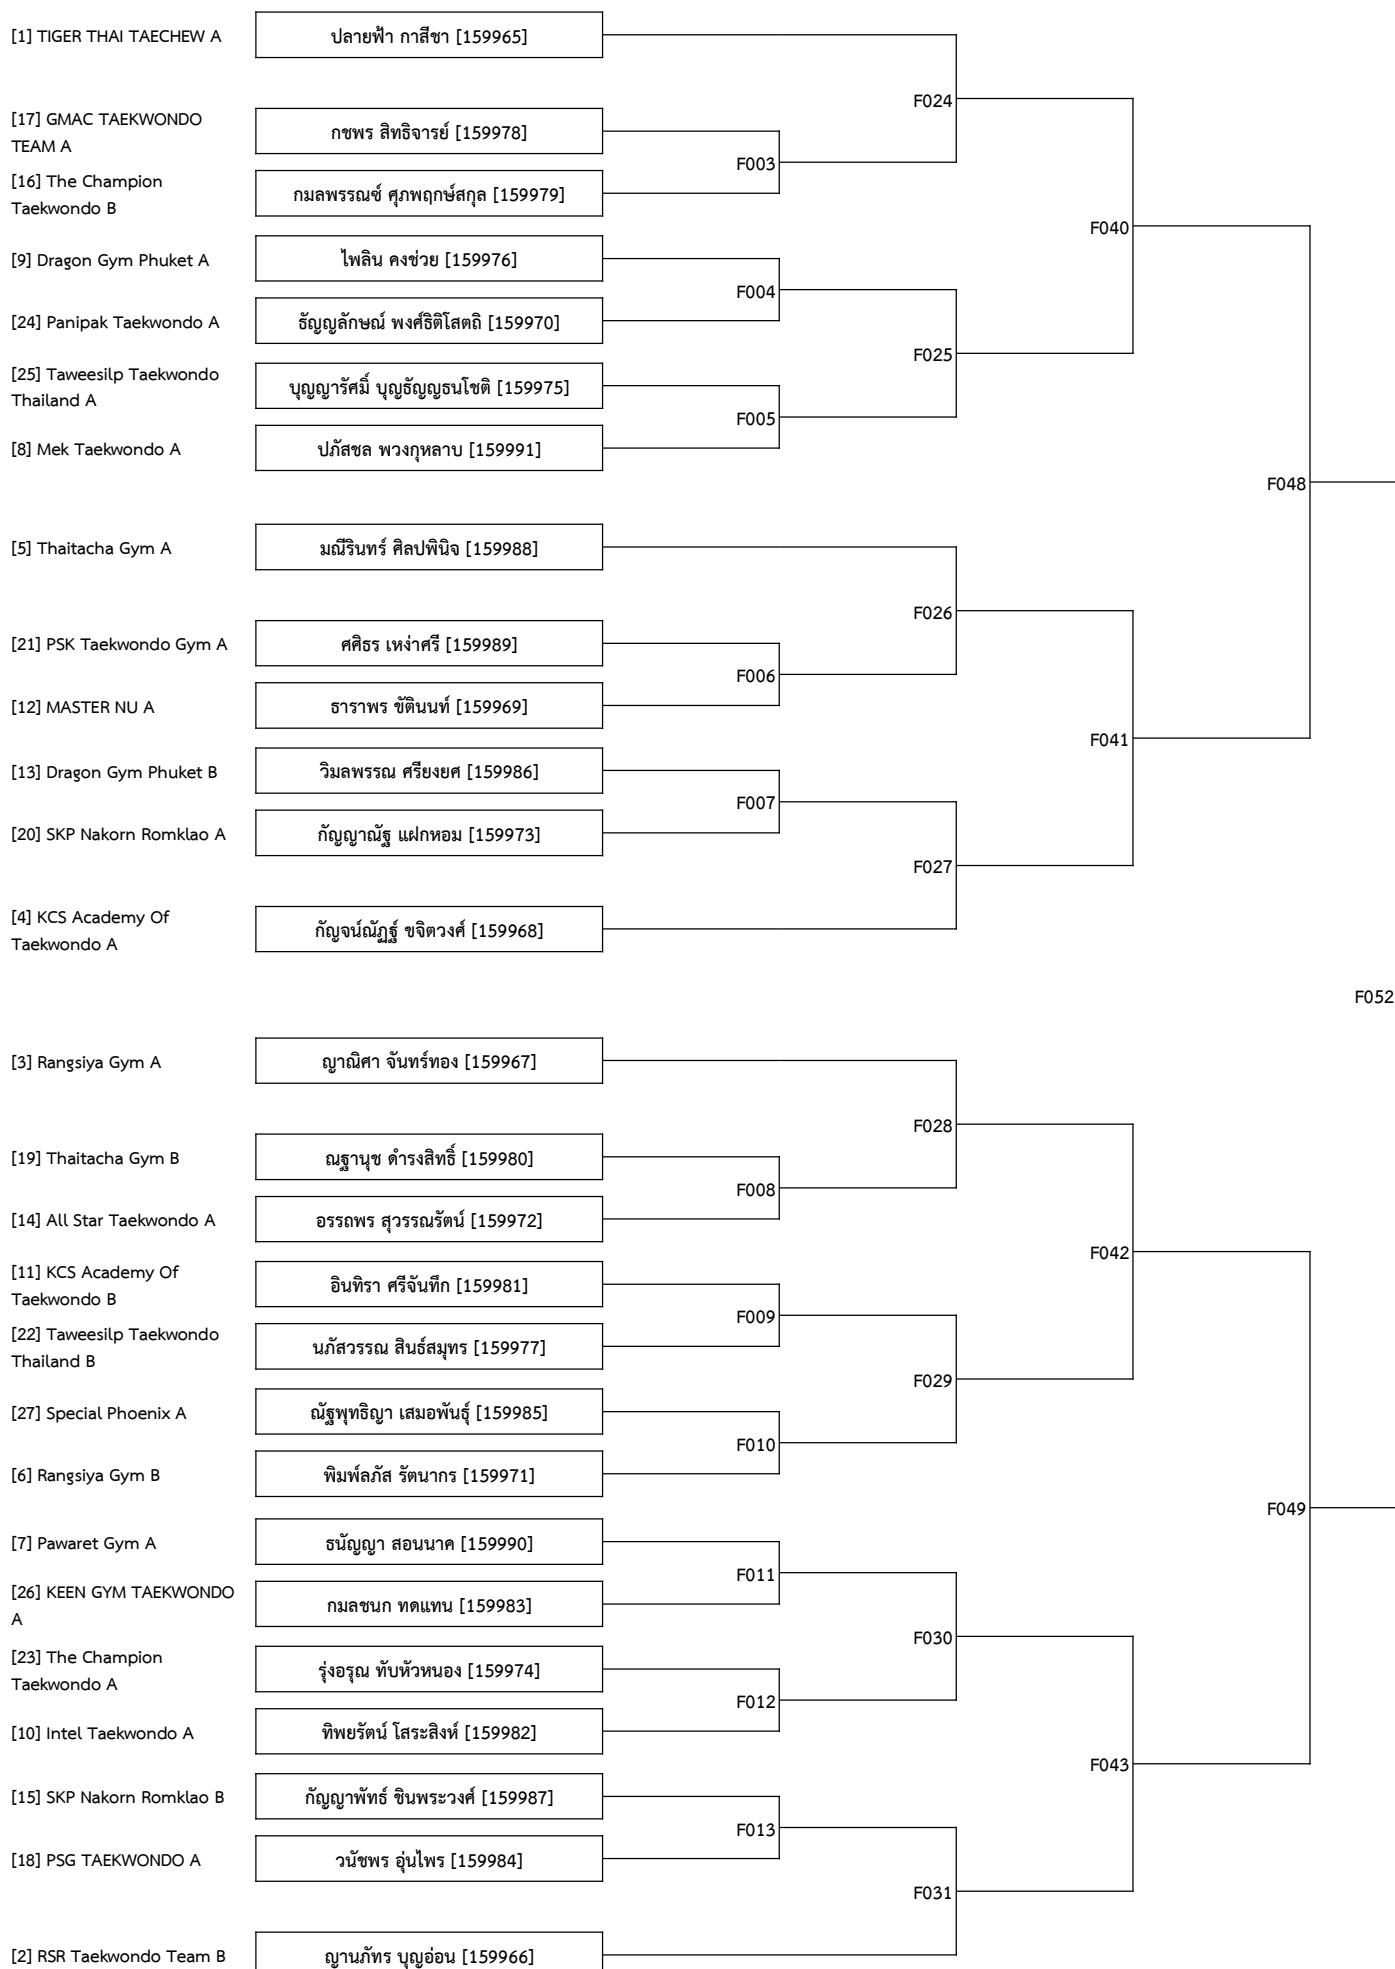 [1] TIGER THAI TAECHEW A
ปลายฟ้า กาสีชา [159965]
F024
[17] GMAC TAEKWONDO
TEAM A
กชพร สิทธิจารย์ [159978]
F003
[16] The Champion
Taekwondo B
กมลพรรณซ์ ศุภพฤกษ์สกุล [159979]
F040
[9] Dragon Gym Phuket A
ไพลิน คงช่วย [159976]
F004
[24] Panipak Taekwondo A
ธัญญลักษณ์ พงศ์ธิติโสตถิ [159970]
F025
[25] Taweesilp Taekwondo
Thailand A
บุญญารัศมิ์ บุญธัญญธนโชติ [159975]
F005
[8] Mek Taekwondo A
ปภัสชล พวงกุหลาบ [159991]
F048
[5] Thaitacha Gym A
มณีรินทร์ ศิลปพินิจ [159988]
F026
[21] PSK Taekwondo Gym A
ศศิธร เหง่าศรี [159989]
F006
[12] MASTER NU A
ธาราพร ขัตินนท์ [159969]
F041
[13] Dragon Gym Phuket B
วิมลพรรณ ศรียงยศ [159986]
F007
[20] SKP Nakorn Romklao A
กัญญาณัฐ แฝกหอม [159973]
F027
[4] KCS Academy Of
Taekwondo A
กัญจน์ณัฏฐ์ ขจิตวงศ์ [159968]
F052
[3] Rangsiya Gym A
ญาณิศา จันทร์ทอง [159967]
F028
[19] Thaitacha Gym B
ณฐานุช ดำรงสิทธิ์ [159980]
F008
[14] All Star Taekwondo A
อรรถพร สุวรรณรัตน์ [159972]
F042
[11] KCS Academy Of
Taekwondo B
อินทิรา ศรีจันทึก [159981]
F009
[22] Taweesilp Taekwondo
Thailand B
นภัสวรรณ สินธ์สมุทร [159977]
F029
[27] Special Phoenix A
ณัฐพุทธิญา เสมอพันธุ์ [159985]
F010
[6] Rangsiya Gym B
พิมพ์ลภัส รัตนากร [159971]
F049
[7] Pawaret Gym A
ธนัญญา สอนนาค [159990]
F011
[26] KEEN GYM TAEKWONDO
A
กมลชนก ทดแทน [159983]
F030
[23] The Champion
Taekwondo A
รุ่งอรุณ ทับหัวหนอง [159974]
F012
[10] Intel Taekwondo A
ทิพยรัตน์ โสระสิงห์ [159982]
F043
[15] SKP Nakorn Romklao B
กัญญาพัทธ์ ชินพระวงศ์ [159987]
F013
[18] PSG TAEKWONDO A
วนัชพร อุ่นไพร [159984]
F031
[2] RSR Taekwondo Team B
ญานภัทร บุญอ่อน [159966]